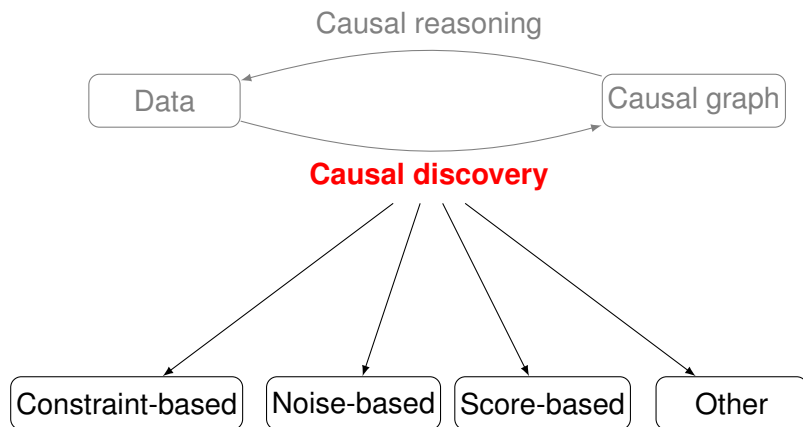 Causal reasoning
Data
Causal graph
Causal discovery
Constraint-based
Noise-based
Score-based
Other